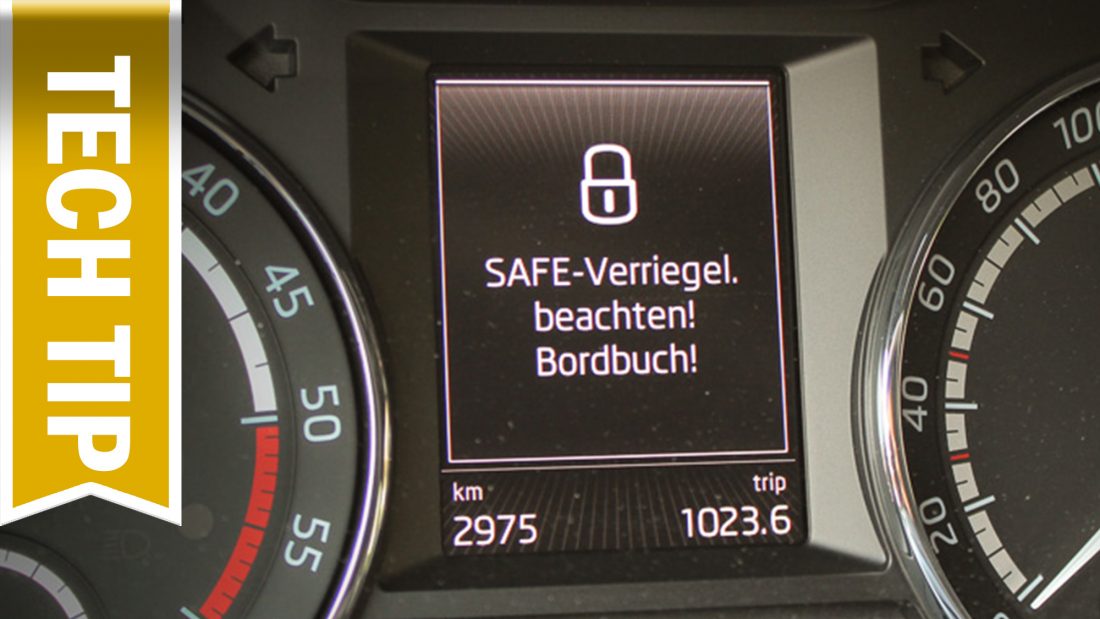 TECH TIP
40
45
50
55
SAFE-Verriegel.
beachten!
Bordbuch!
km
trip
2975
1023.6
100
80
60
40
20